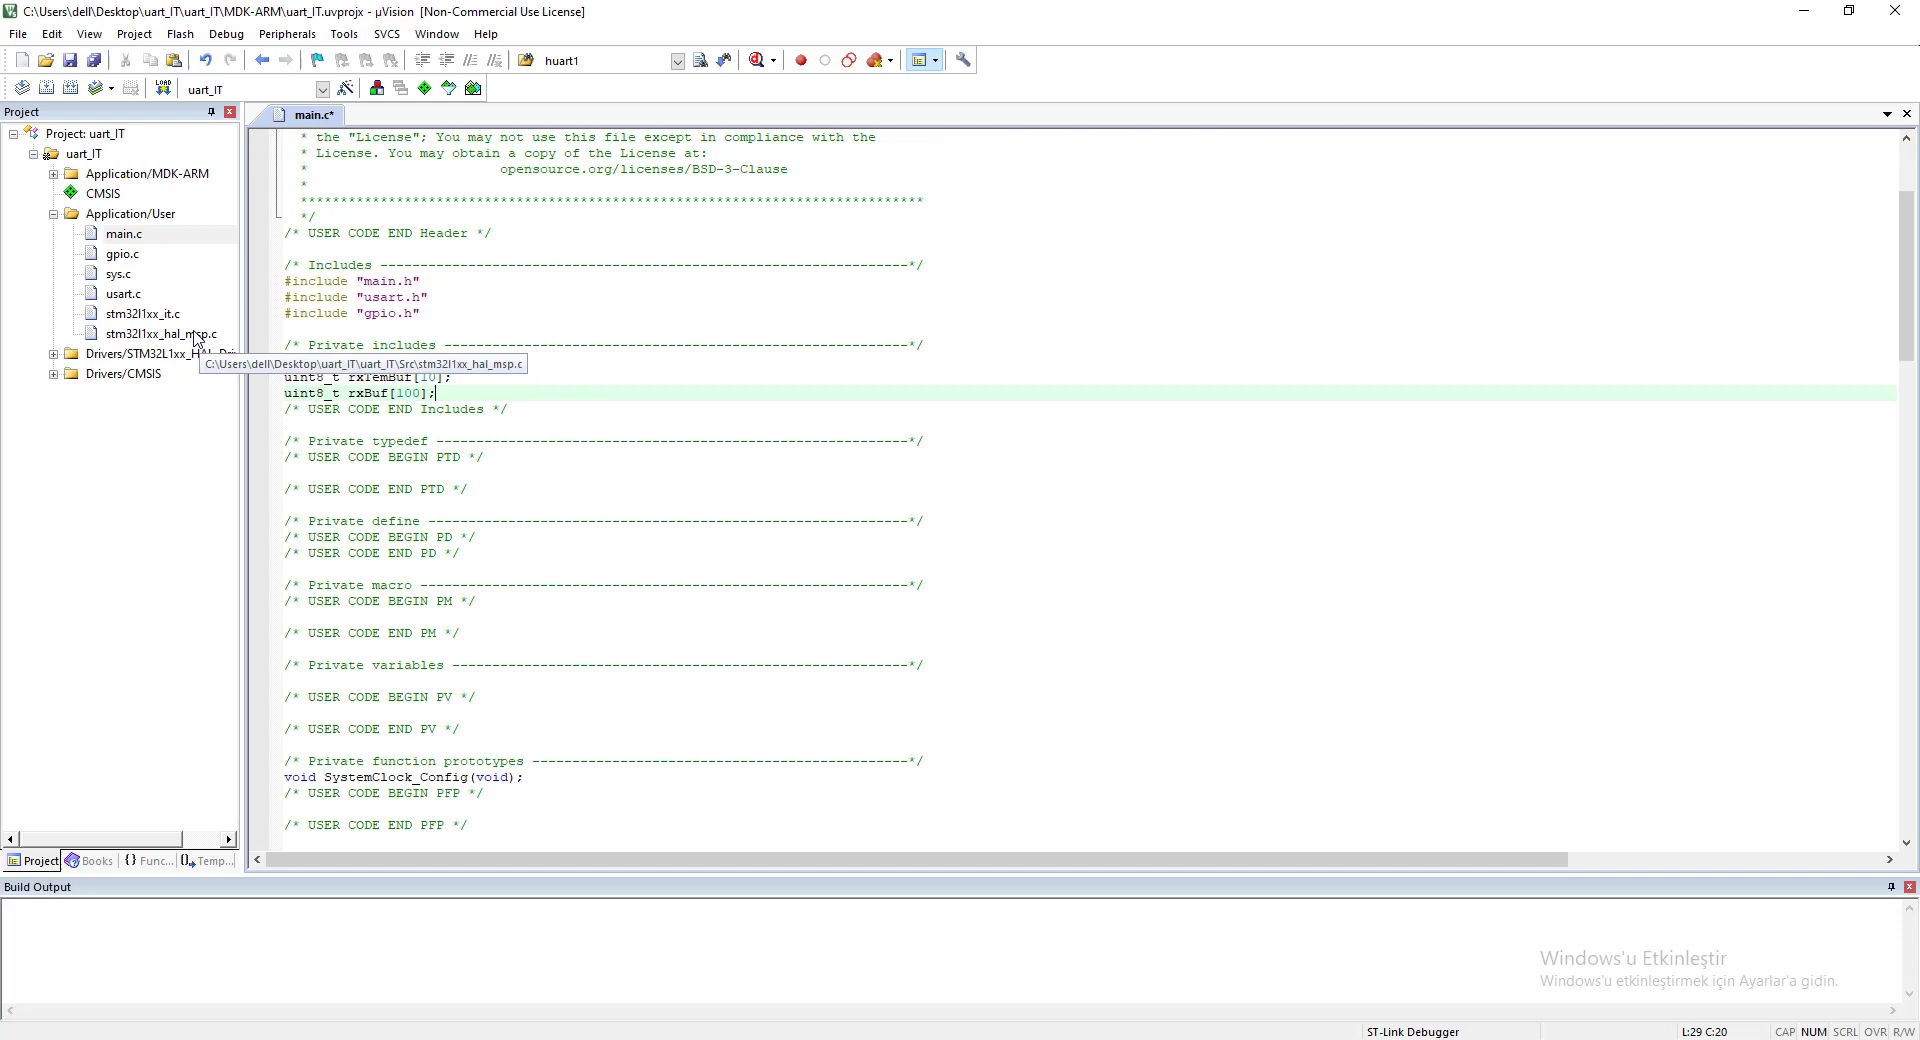 C:\Users\dell\Desktop\uart_IT\uart_IT\MDK-ARM\uart_IT.uvprojx - µVision [Non-Commercial Use License]
File Edit View Project Flash Debug Peripherals Tools SVCS Window Help
huart1
LOAD uart_IT
Project
main.c*
Project: uart_IT
uart_IT
Application/MDK-ARM
CMSIS
Application/User
main.c
gpio.c
sys.c
usart.c
stm32l1xx_it.c
stm32l1xx_hal_msp.c
Drivers/STM32L1xx_HAL_Dri
Drivers/CMSIS
C:\Users\dell\Desktop\uart_IT\uart_IT\Src\stm32l1xx_hal_msp.c
* the "License"; You may not use this file except in compliance with the
* License. You may obtain a copy of the License at:
* opensource.org/licenses/BSD-3-Clause
*
******************************************************************************
*/
/* USER CODE END Header */
/* Includes ------------------------------------------------------------------*/
#include "main.h"
#include "usart.h"
#include "gpio.h"
/* Private includes ----------------------------------------------------------*/
uint8_t rxTemBuf[10];
uint8_t rxBuf[100];
/* USER CODE END Includes */
/* Private typedef -----------------------------------------------------------*/
/* USER CODE BEGIN PTD */
/* USER CODE END PTD */
/* Private define ------------------------------------------------------------*/
/* USER CODE BEGIN PD */
/* USER CODE END PD */
/* Private macro -------------------------------------------------------------*/
/* USER CODE BEGIN PM */
/* USER CODE END PM */
/* Private variables ---------------------------------------------------------*/
/* USER CODE BEGIN PV */
/* USER CODE END PV */
/* Private function prototypes -----------------------------------------------*/
void SystemClock_Config(void);
/* USER CODE BEGIN PFP */
/* USER CODE END PFP */
Project Books {} Func... Temp...
Build Output
Windows'u Etkinleştir
Windows'u etkinleştirmek için Ayarlar'a gidin.
ST-Link Debugger L:29 C:20 CAP NUM SCRL OVR R/W